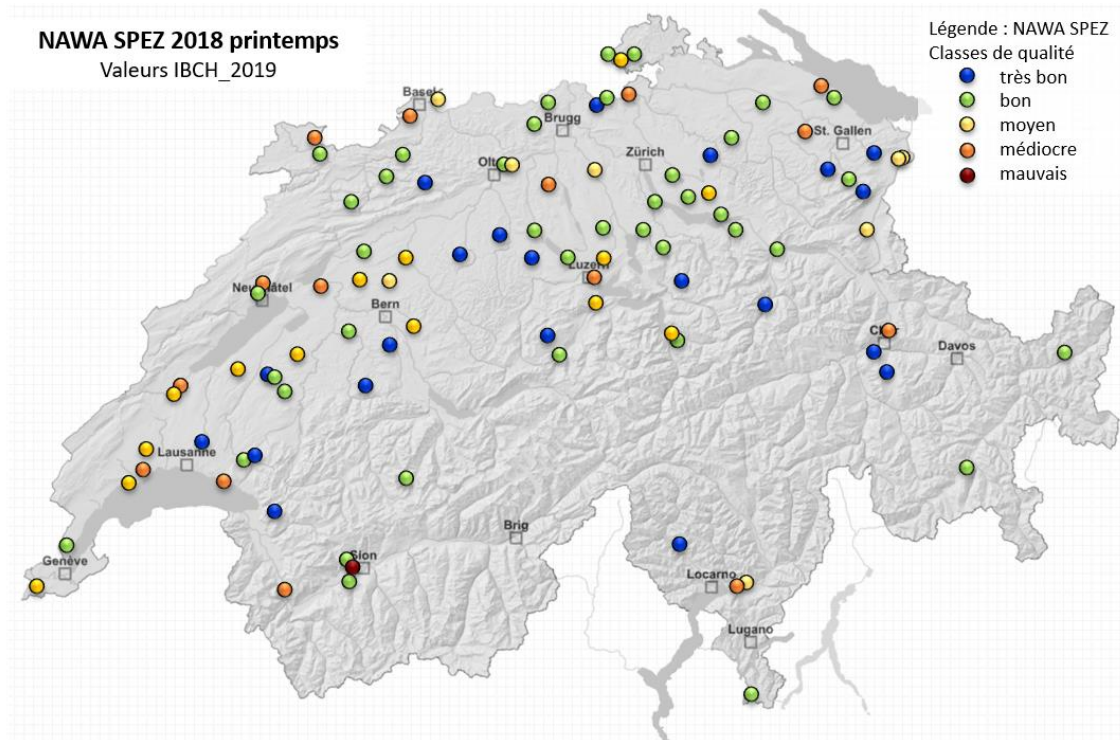 NAWA SPEZ 2018 printemps
Valeurs IBCH_2019
Légende : NAWA SPEZ
Classes de qualité
très bon
bon
moyen
médiocre
mauvais
Basel
Brugg
St. Gallen
Zürich
Luzern
Bern
Davos
Lausanne
Brig
Sion
Genève
Locarno
Lugano